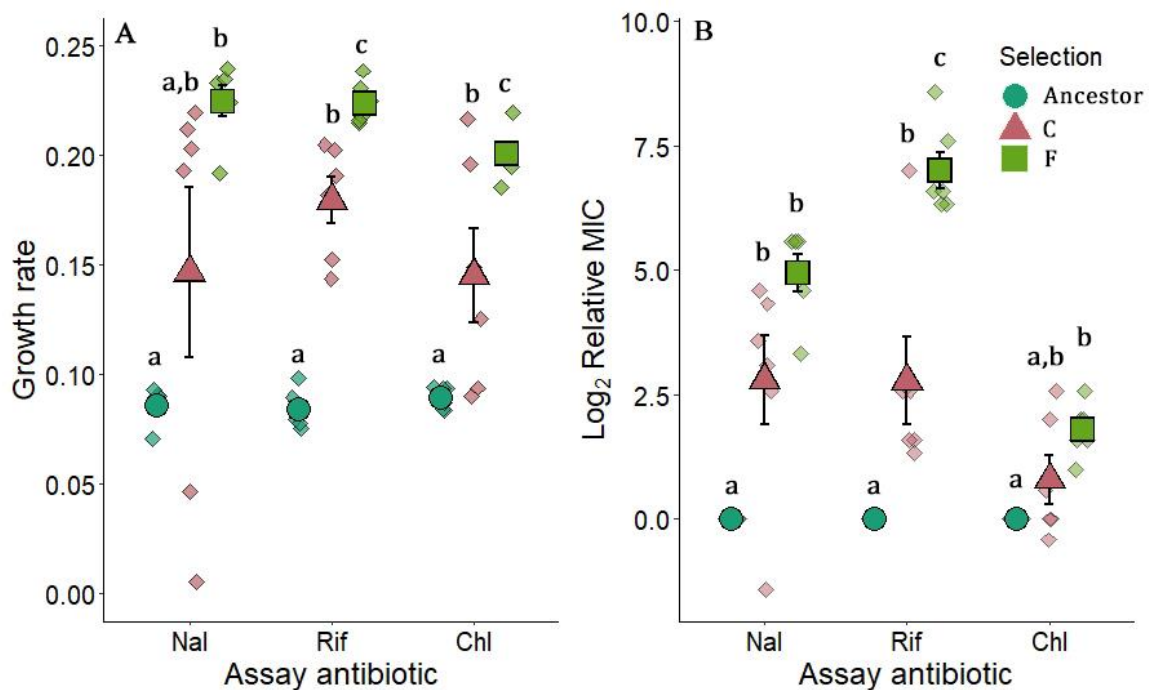 A
Growth rate
0.25
0.20
0.15
0.10
0.05
0.00
a,b
b
b
c
b
c
a
a
a
Nal
Rif
Chl
Assay antibiotic
B
Log₂ Relative MIC
10.0
7.5
5.0
2.5
0.0
c
b
b
b
a,b
b
a
a
a
Selection
Ancestor
C
F
Nal
Rif
Chl
Assay antibiotic